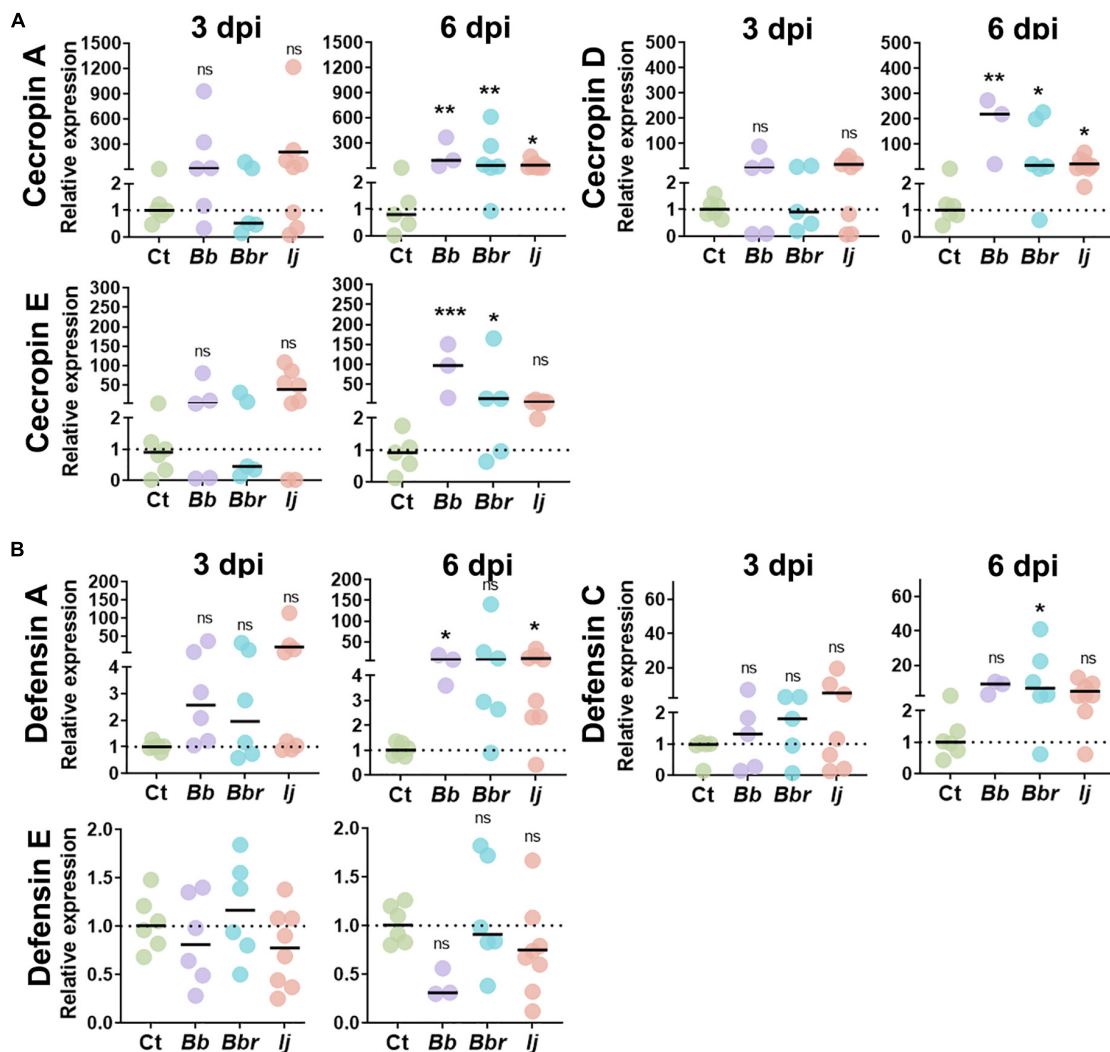 A
3 dpi
6 dpi
3 dpi
6 dpi
Cecropin A
Relative expression
1500
1200
900
600
300
2
1
0
ns
ns
Ct Bb Bbr Ij
1500
1200
900
600
300
2
1
0
**
**
*
Ct Bb Bbr Ij
Cecropin D
Relative expression
500
400
300
200
100
2
1
0
ns
ns
Ct Bb Bbr Ij
500
400
300
200
100
2
1
0
**
*
*
Ct Bb Bbr Ij
Cecropin E
Relative expression
300
250
200
150
100
50
2
1
0
ns
ns
Ct Bb Bbr Ij
300
250
200
150
100
50
2
1
0
***
*
ns
Ct Bb Bbr Ij
B
3 dpi
6 dpi
3 dpi
6 dpi
Defensin A
Relative expression
200
150
100
50
4
3
2
1
0
ns
ns
ns
Ct Bb Bbr Ij
200
150
100
50
4
3
2
1
0
*
ns
*
Ct Bb Bbr Ij
Defensin C
Relative expression
60
40
20
2
1
0
ns
ns
ns
Ct Bb Bbr Ij
60
40
20
2
1
0
ns
*
ns
Ct Bb Bbr Ij
Defensin E
Relative expression
2.0
1.5
1.0
0.5
0.0
Ct Bb Bbr Ij
2.0
1.5
1.0
0.5
0.0
ns
ns
ns
Ct Bb Bbr Ij